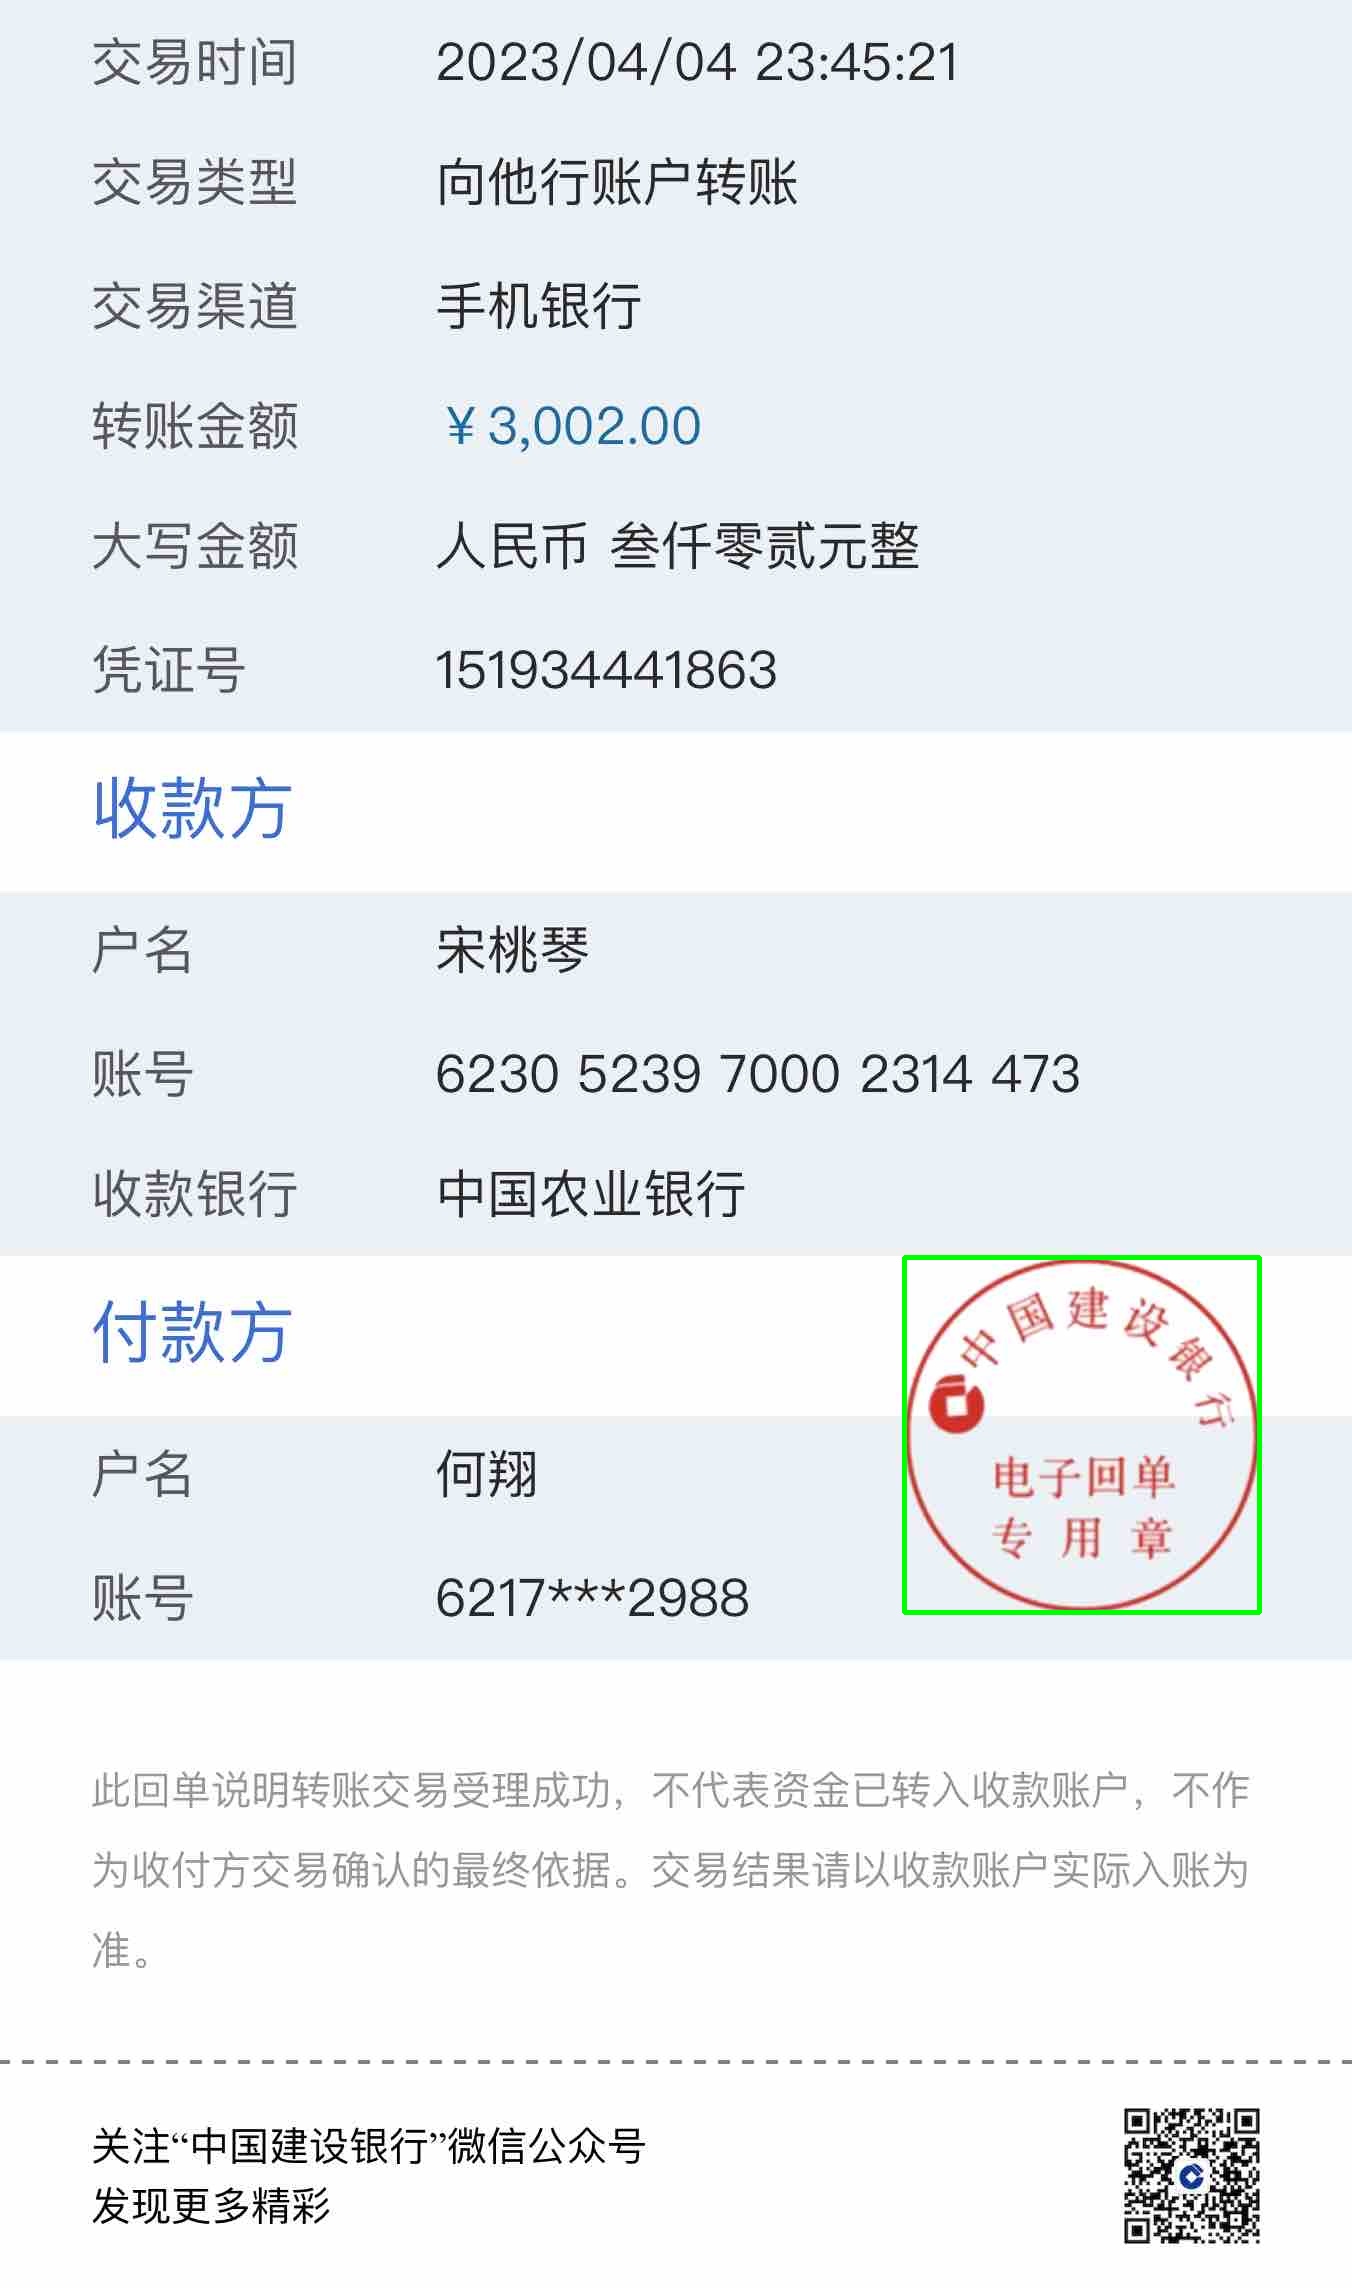 交易时间 2023/04/04 23:45:21
交易类型 向他行账户转账
交易渠道 手机银行
转账金额 ¥3,002.00
大写金额 人民币 叁仟零贰元整
凭证号 151934441863
收款方
户名 宋桃琴
账号 6230 5239 7000 2314 473
收款银行 中国农业银行
付款方
中国建设银行
电子回单
专用章
户名 何翔
账号 6217***2988
此回单说明转账交易受理成功，不代表资金已转入收款账户，不作
为收付方交易确认的最终依据。交易结果请以收款账户实际入账为
准。
关注“中国建设银行”微信公众号
发现更多精彩